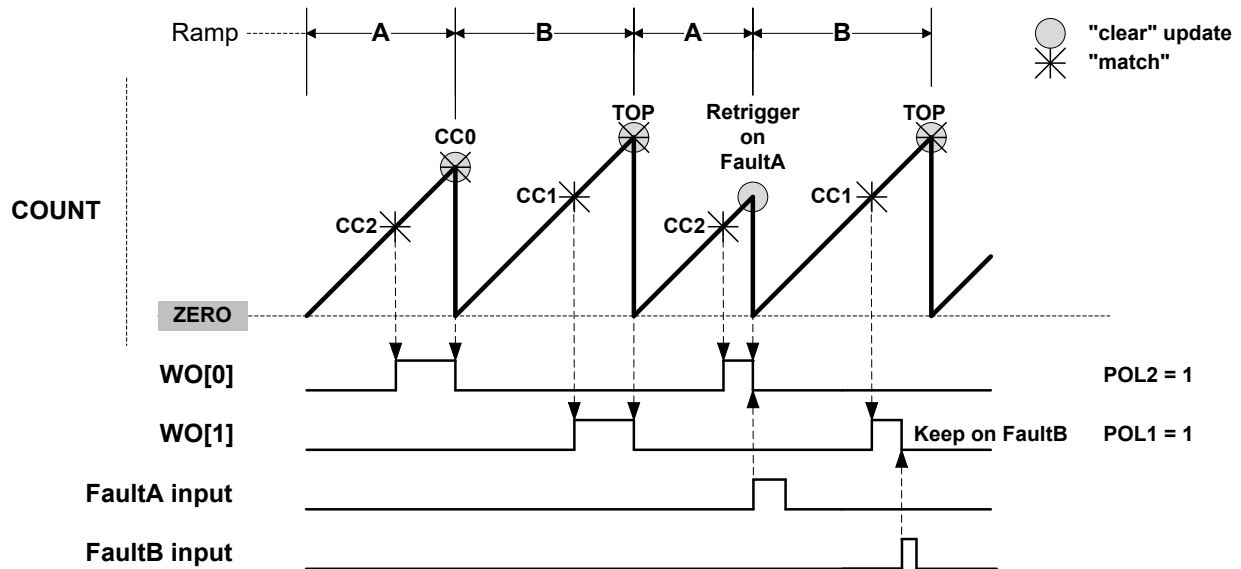 Ramp
A
B
A
B
"clear" update
"match"
COUNT
CC0
TOP
Retrigger
on
FaultA
TOP
CC2
CC1
CC2
CC1
ZERO
WO[0]
POL2 = 1
WO[1]
Keep on FaultB
POL1 = 1
FaultA input
FaultB input